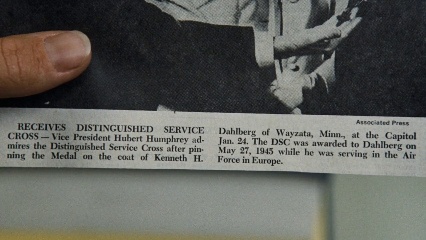 Associated Press
RECEIVES DISTINGUISHED SERVICE
CROSS — Vice President Hubert Humphrey ad-
mires the Distinguished Service Cross after pin-
ning the Medal on the coat of Kenneth H.
Dahlberg of Wayzata, Minn., at the Capitol
Jan. 24. The DSC was awarded to Dahlberg on
May 27, 1945 while he was serving in the Air
Force in Europe.